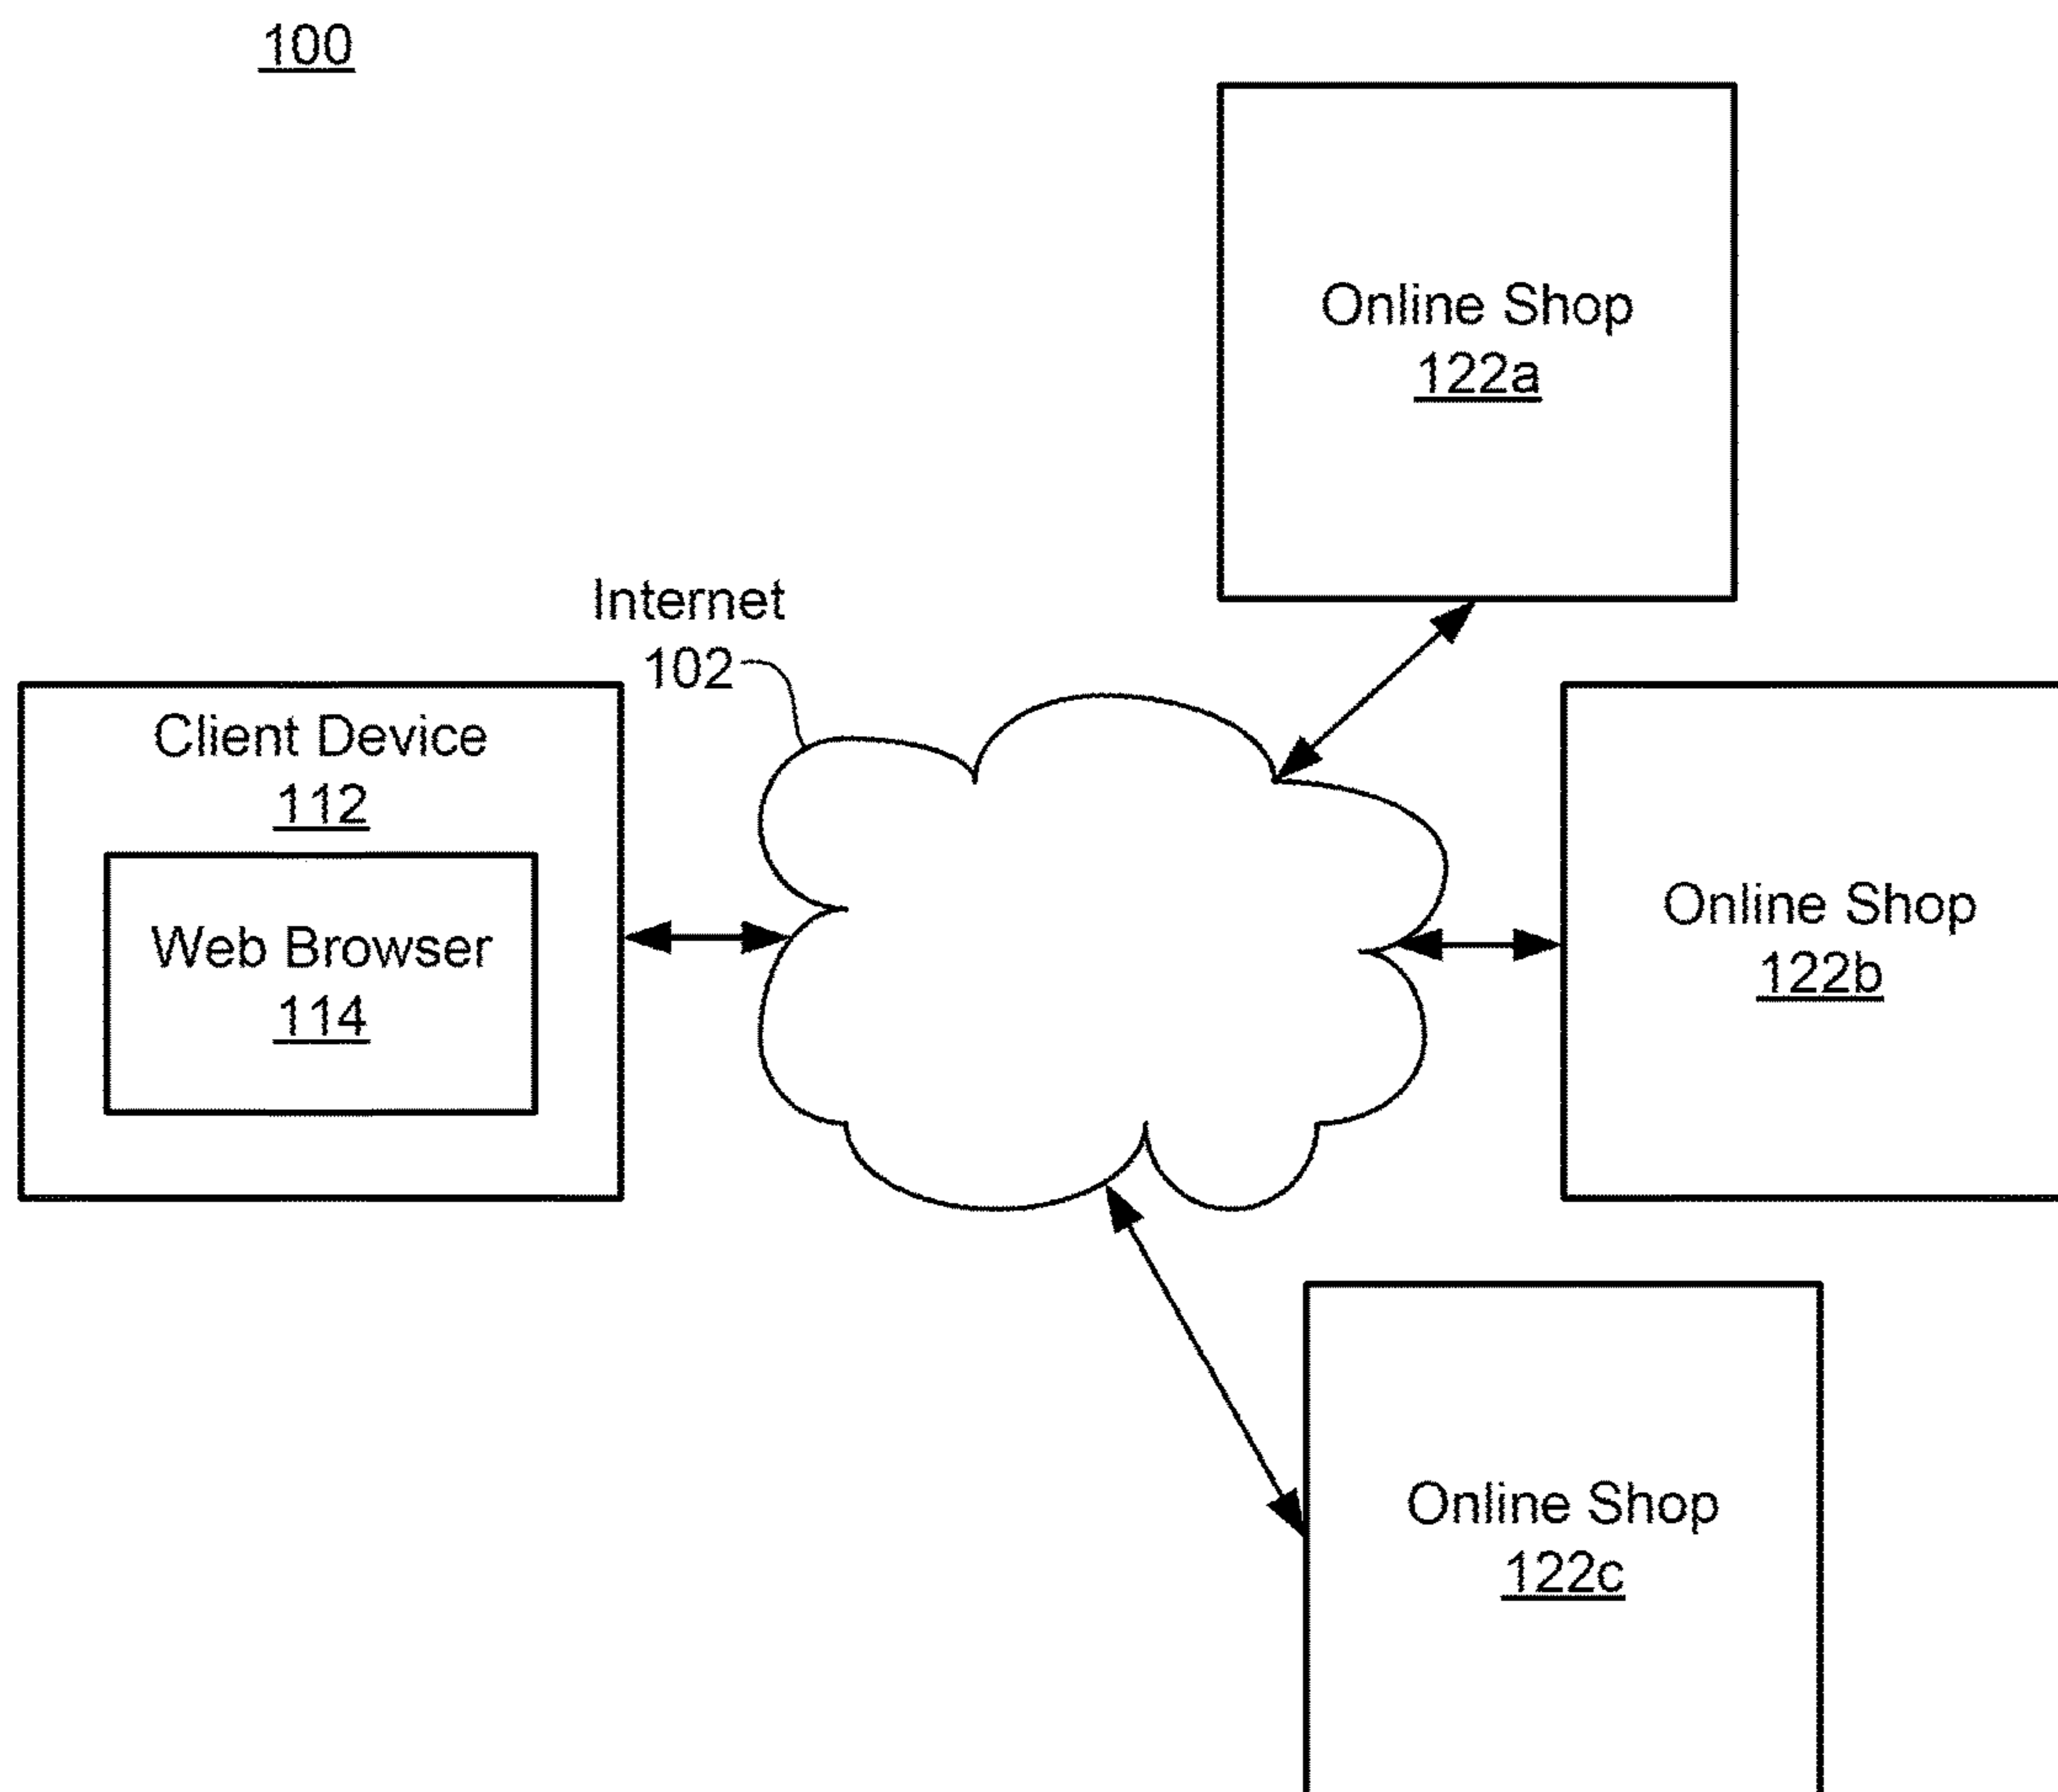 100
Online Shop
122a
Internet
102
Client Device
112
Web Browser
114
Online Shop
122b
Online Shop
122c